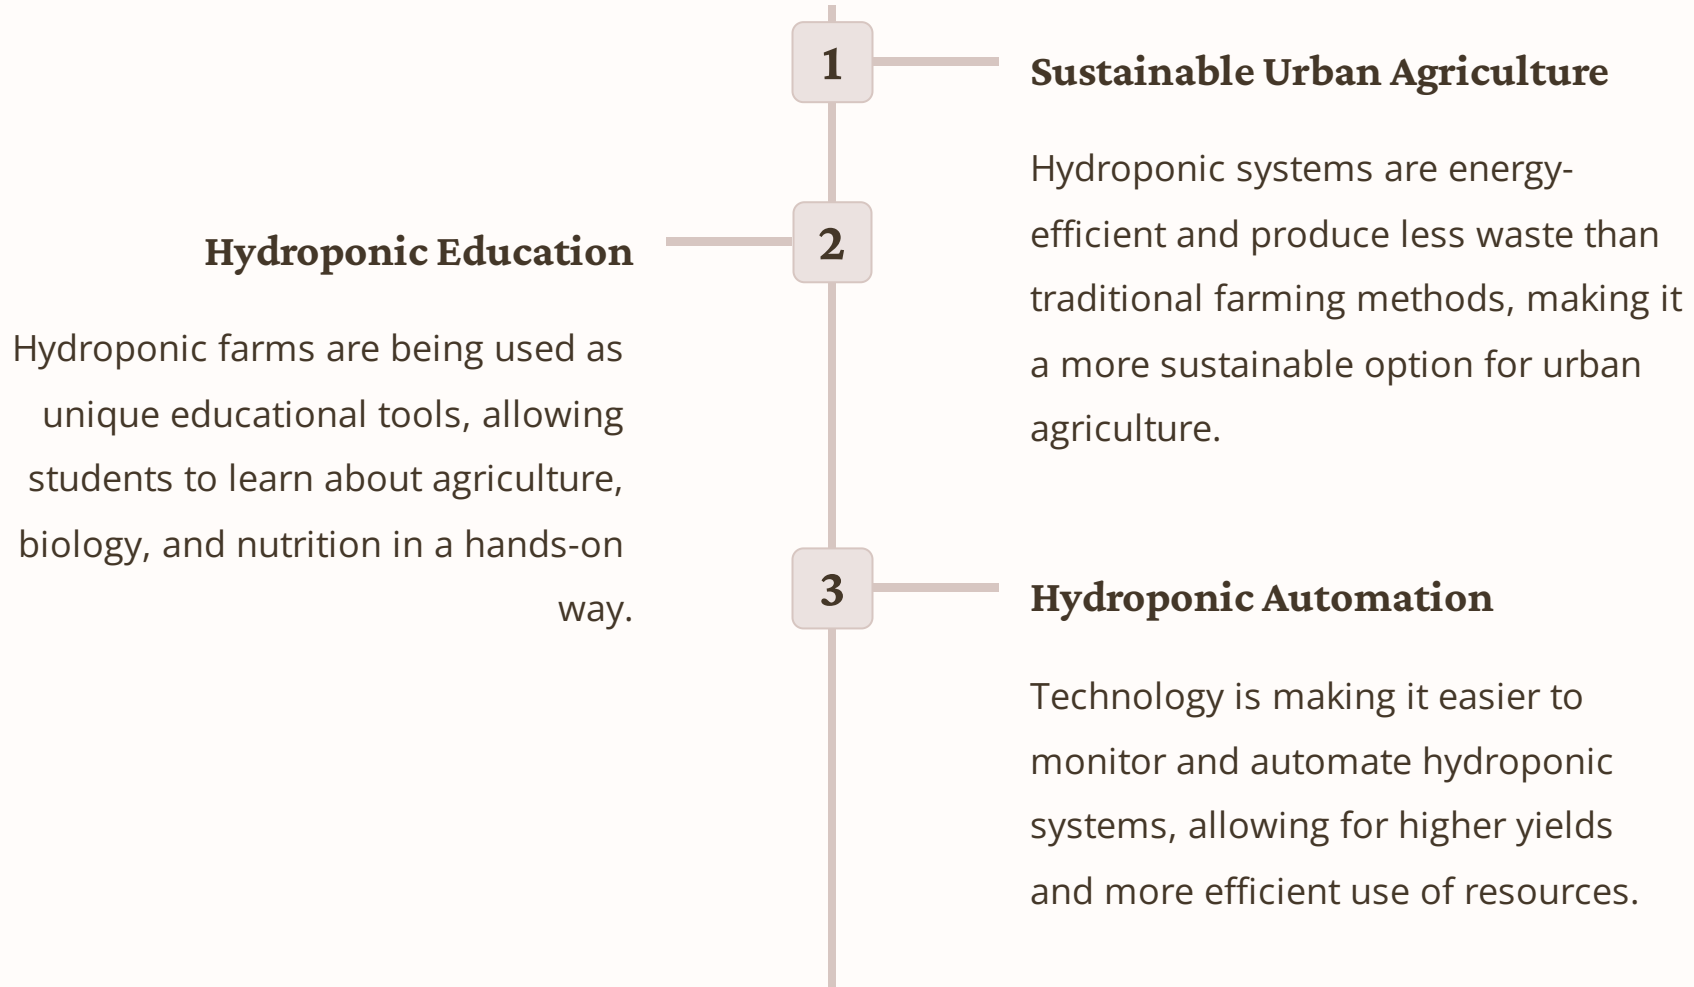 1
Sustainable Urban Agriculture
Hydroponic systems are energy-
efficient and produce less waste than
traditional farming methods, making it
a more sustainable option for urban
agriculture.
2
Hydroponic Education
Hydroponic farms are being used as
unique educational tools, allowing
students to learn about agriculture,
biology, and nutrition in a hands-on
way.
3
Hydroponic Automation
Technology is making it easier to
monitor and automate hydroponic
systems, allowing for higher yields
and more efficient use of resources.